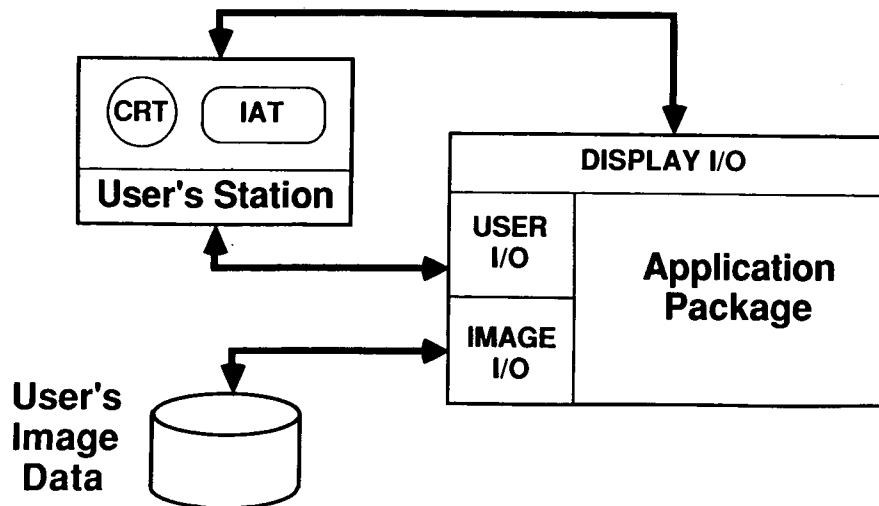 CRT
IAT
User's Station
DISPLAY I/O
USER
I/O
Application
Package
IMAGE
I/O
User's
Image
Data